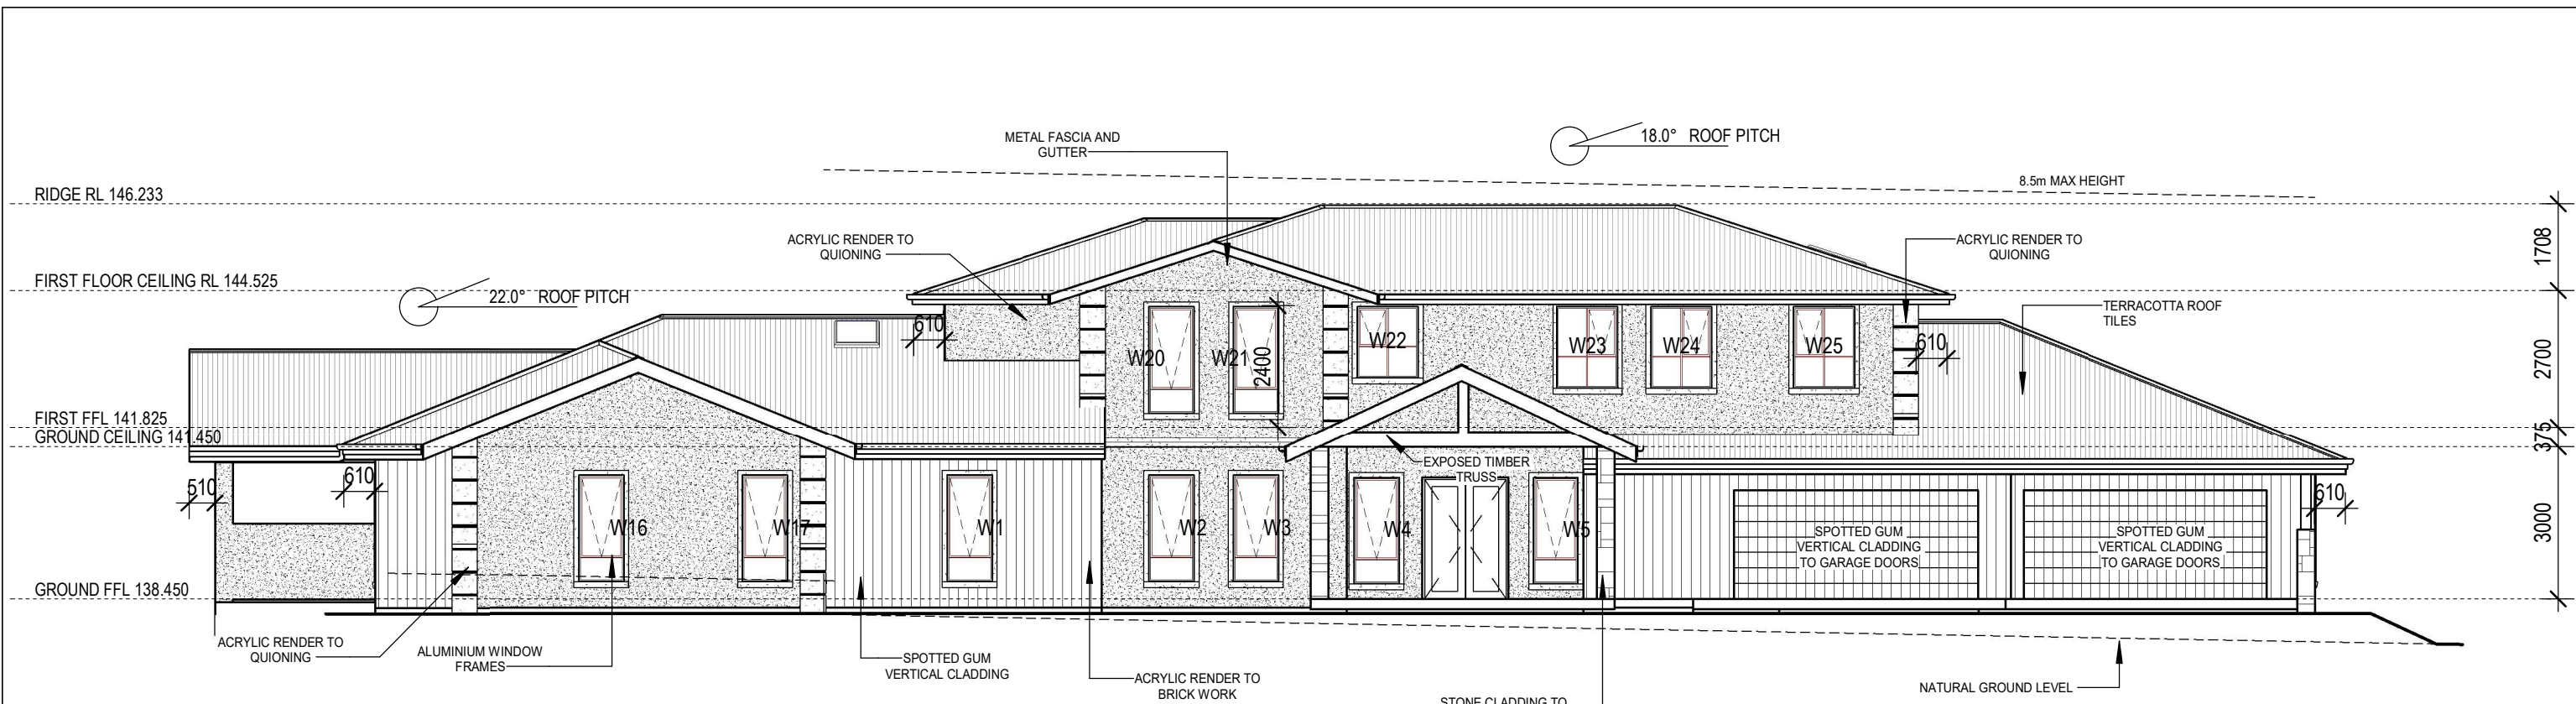 METAL FASCIA AND
GUTTER
18.0° ROOF PITCH
8.5m MAX HEIGHT
RIDGE RL 146.233
ACRYLIC RENDER TO
QUIONING
ACRYLIC RENDER TO
QUIONING
1708
FIRST FLOOR CEILING RL 144.525
22.0° ROOF PITCH
TERRACOTTA ROOF
TILES
610
W20
W21
2400
W22
W23
W24
W25
610
2700
FIRST FFL 141.825
GROUND CEILING 141.450
375
510
610
EXPOSED TIMBER
TRUSS
610
W16
W17
W1
W2
W3
W4
W5
SPOTTED GUM
VERTICAL CLADDING
TO GARAGE DOORS
SPOTTED GUM
VERTICAL CLADDING
TO GARAGE DOORS
3000
GROUND FFL 138.450
ACRYLIC RENDER TO
QUIONING
ALUMINIUM WINDOW
FRAMES
SPOTTED GUM
VERTICAL CLADDING
ACRYLIC RENDER TO
BRICK WORK
STONE CLADDING TO
NATURAL GROUND LEVEL